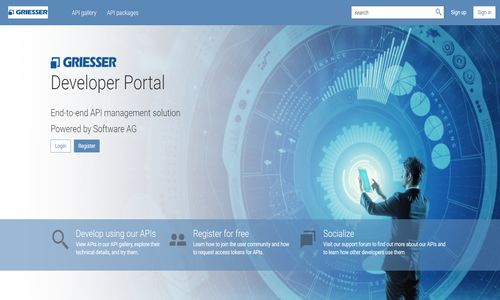 GRIESSER
API gallery
API packages
search
Sign up
Sign in
GRIESSER
Developer Portal
End-to-end API management solution
Powered by Software AG
Login
Register
MARKETING
Develop using our APIs
View APIs in our API gallery, explore their
technical details, and try them.
Register for free
Learn how to join the user community and how
to request access tokens for APIs.
Socialize
Visit our support forum to find out more about our APIs and
to learn how other developers use them.